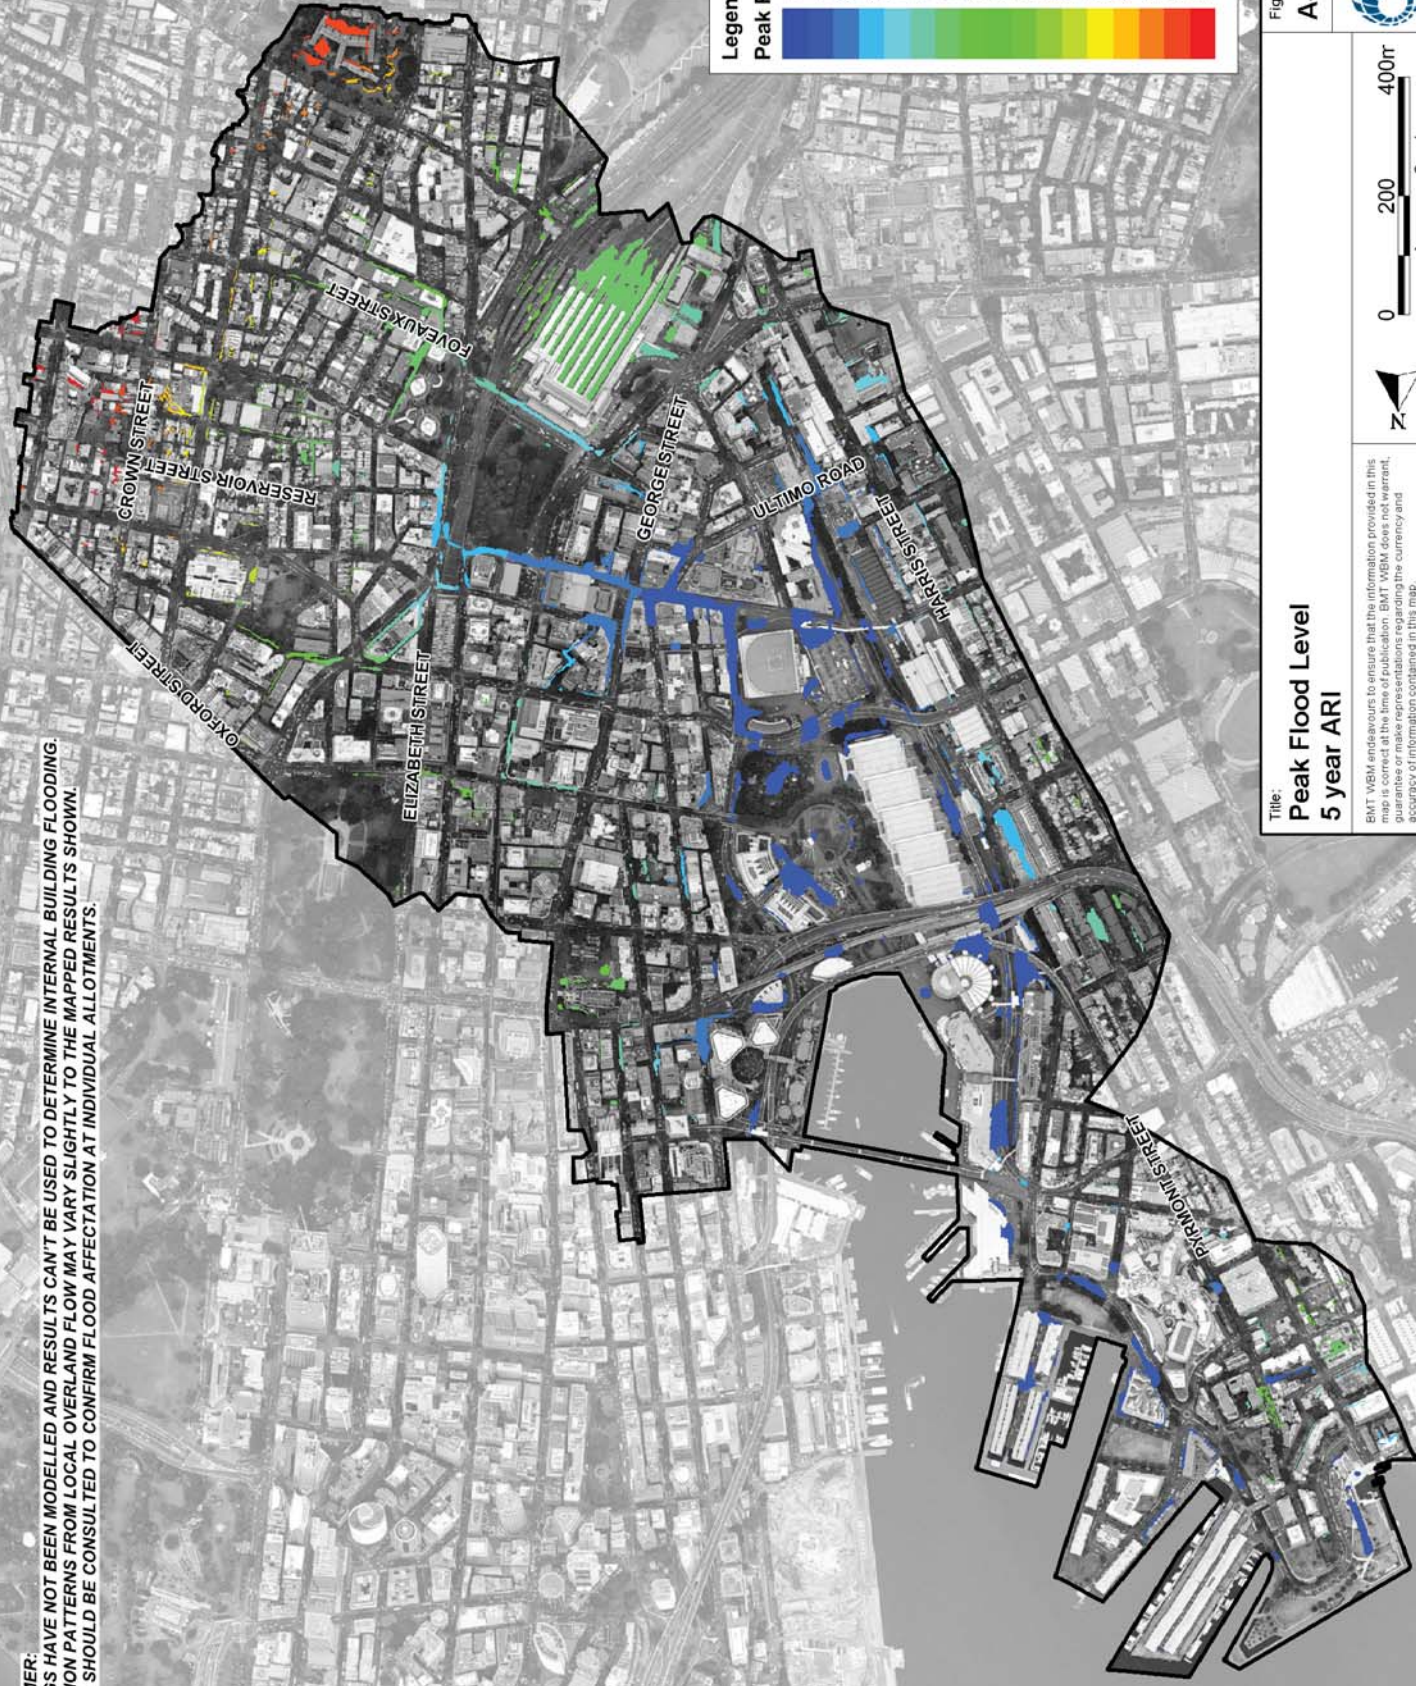 MER:
GS HAVE NOT BEEN MODELLED AND RESULTS CAN'T BE USED TO DETERMINE INTERNAL BUILDING FLOODING.
ION PATTERNS FROM LOCAL OVERLAND FLOW MAY VARY SLIGHTLY TO THE MAPPED RESULTS SHOWN.
SHOULD BE CONSULTED TO CONFIRM FLOOD AFFECTATION AT INDIVIDUAL ALLOTMENTS.
OXFORD STREET
CROWN STREET
RESERVOIR STREET
FOVEAUX STREET
ELIZABETH STREET
GEORGE STREET
ULTIMO ROAD
HARRIS STREET
PYRMONT STREET
Legen
Peak F
Title:
Peak Flood Level
5 year ARI
BMT WBM endeavours to ensure that the information provided in this
map is correct at the time of publication. BMT WBM does not warrant,
guarantee or make representations regarding the currency and
accuracy of information contained in this map.
N
0 200 400m
Fig
A